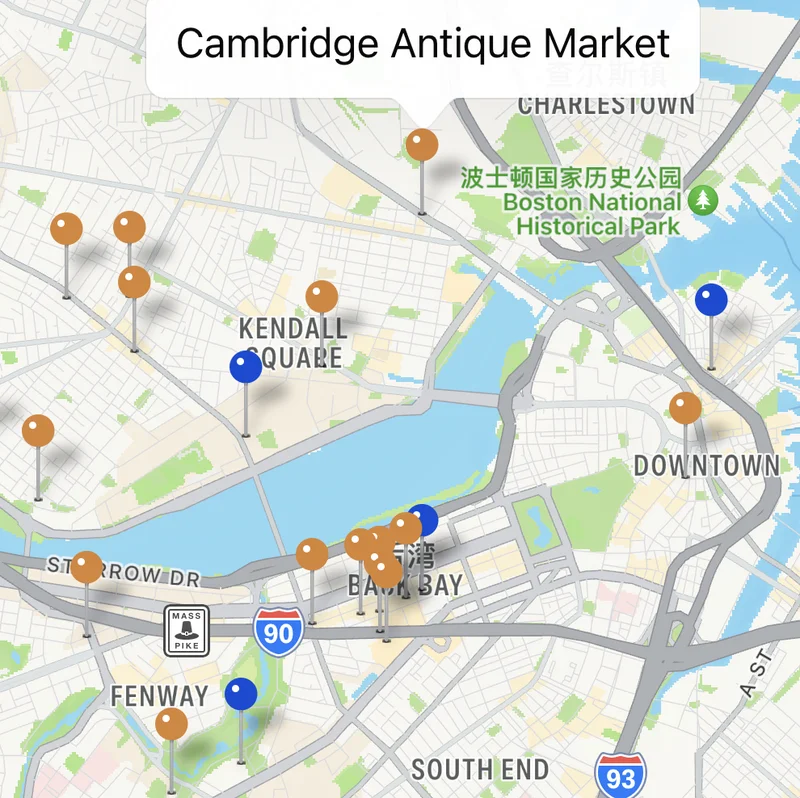 Cambridge Antique Market
查尔斯镇
CHARLESTOWN
波士顿国家历史公园
Boston National
Historical Park
KENDALL
SQUARE
DOWNTOWN
STORROW DR
湾
BACK BAY
MASS
PIKE
90
A ST
FENWAY
SOUTH END
93